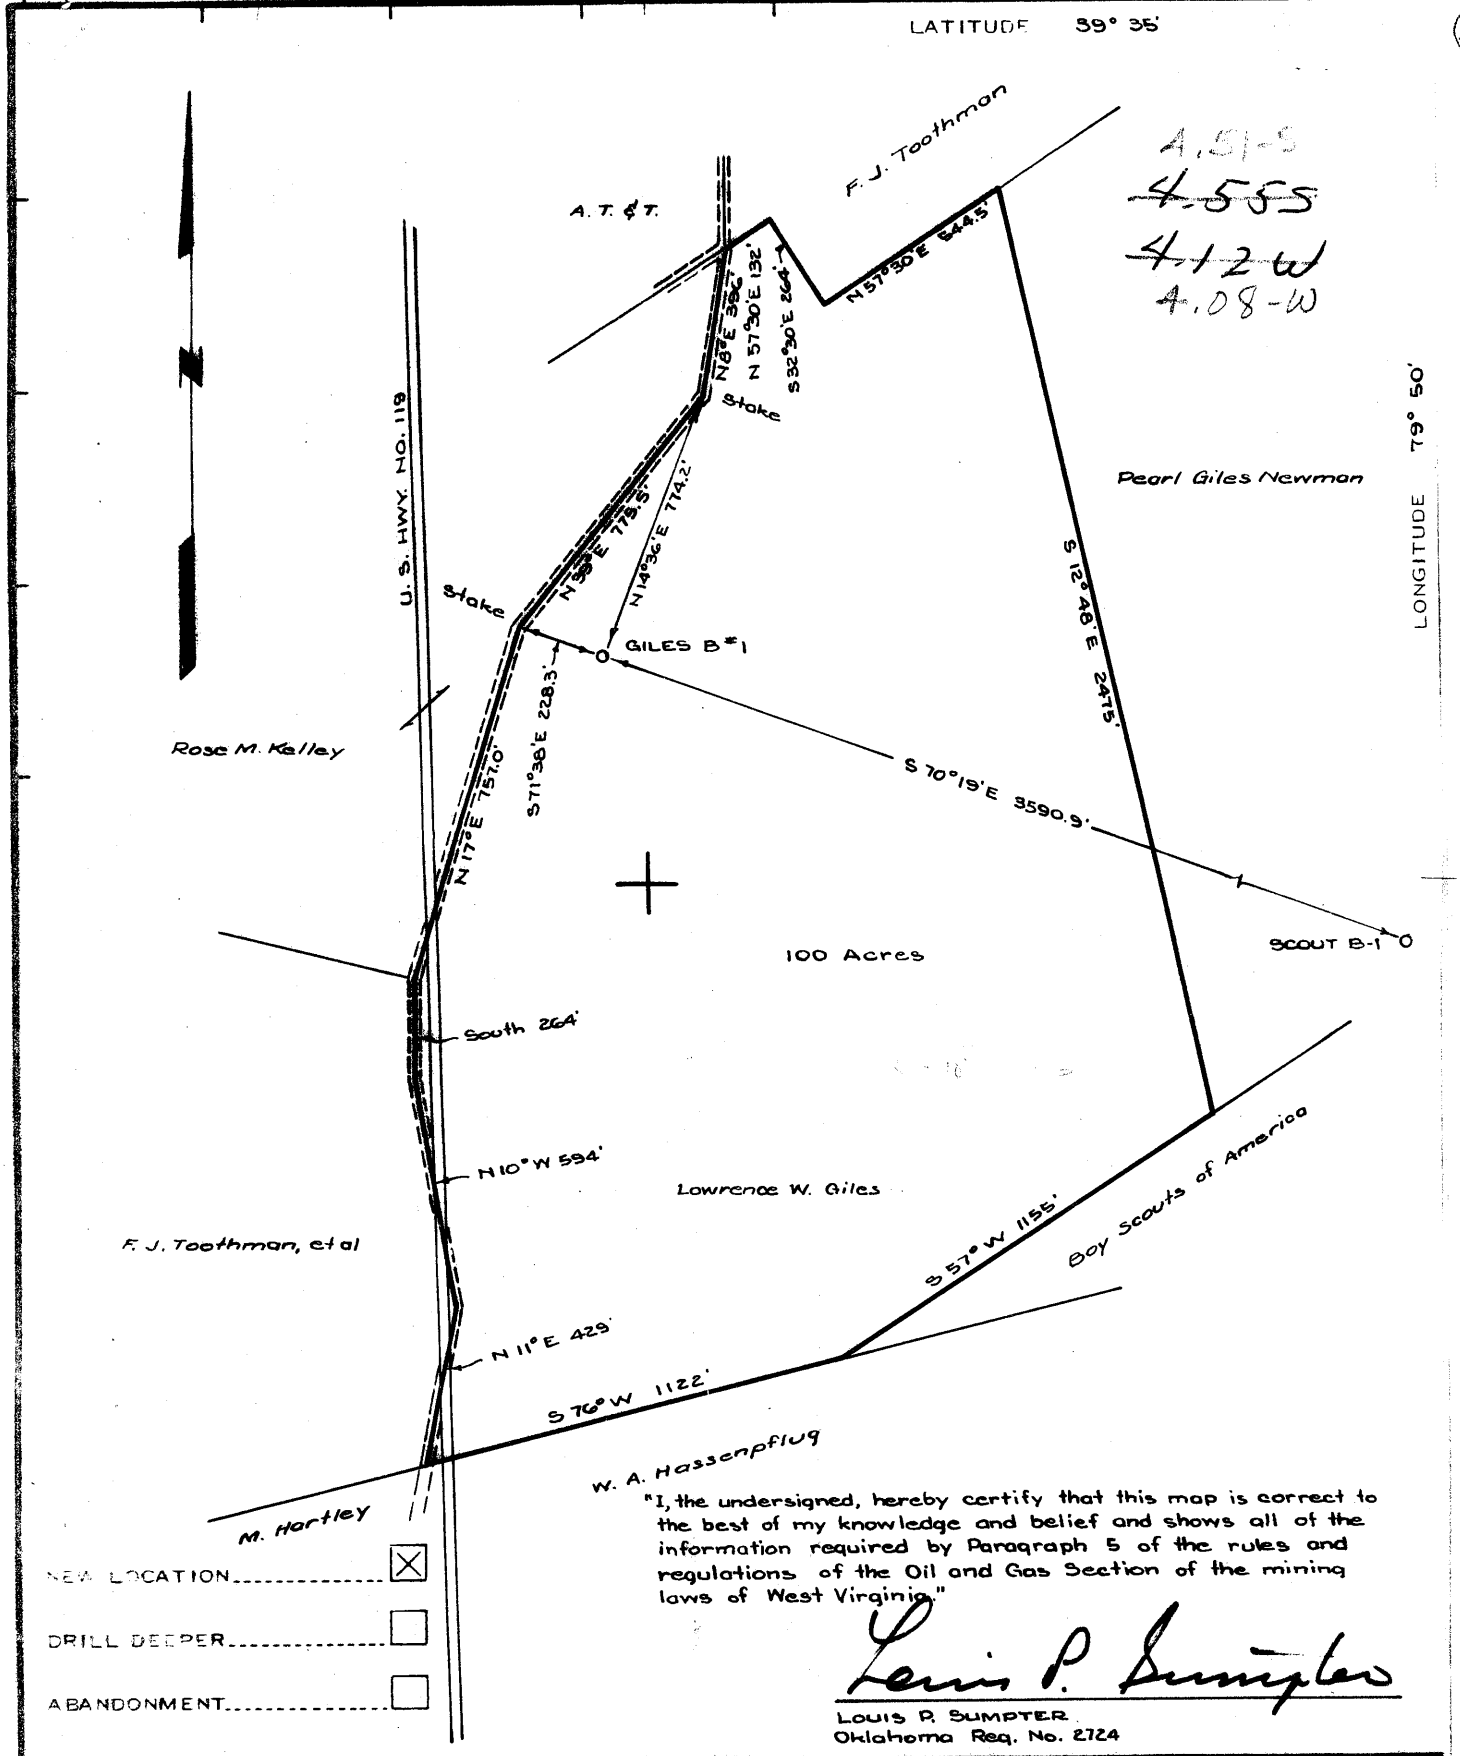 LATITUDE 39° 35'
F. J. Toothman
A. T. & T.
4.51-S
4.55S
4.12W
4.08-W
N 8° E 396'
N 57°30' E 132'
S 32°30' E 264'
N 57°30' E 544.5'
Stake
U. S. HWY. NO. 119
LONGITUDE 79° 50'
Pearl Giles Newman
N 39° E 775.5'
N 14°36' E 774.2'
Stake
GILES B #1
S 12°48' E 2475'
S 71°38' E 228.3'
Rose M. Kelley
N 17° E 757.0'
S 70°19' E 3590.9'
100 Acres
SCOUT B-1
South 264'
N 10° W 594'
Lawrence W. Giles
F. J. Toothman, et al
S 57° W 1155'
Boy Scouts of America
N 11° E 429'
S 76° W 1122'
W. A. Hassenpflug
M. Hartley
"I, the undersigned, hereby certify that this map is correct to
the best of my knowledge and belief and shows all of the
information required by Paragraph 5 of the rules and
regulations of the Oil and Gas Section of the mining
laws of West Virginia."
NEW LOCATION
DRILL DEEPER
ABANDONMENT
Louis P. Sumpter
LOUIS P. SUMPTER
Oklahoma Reg. No. 2724